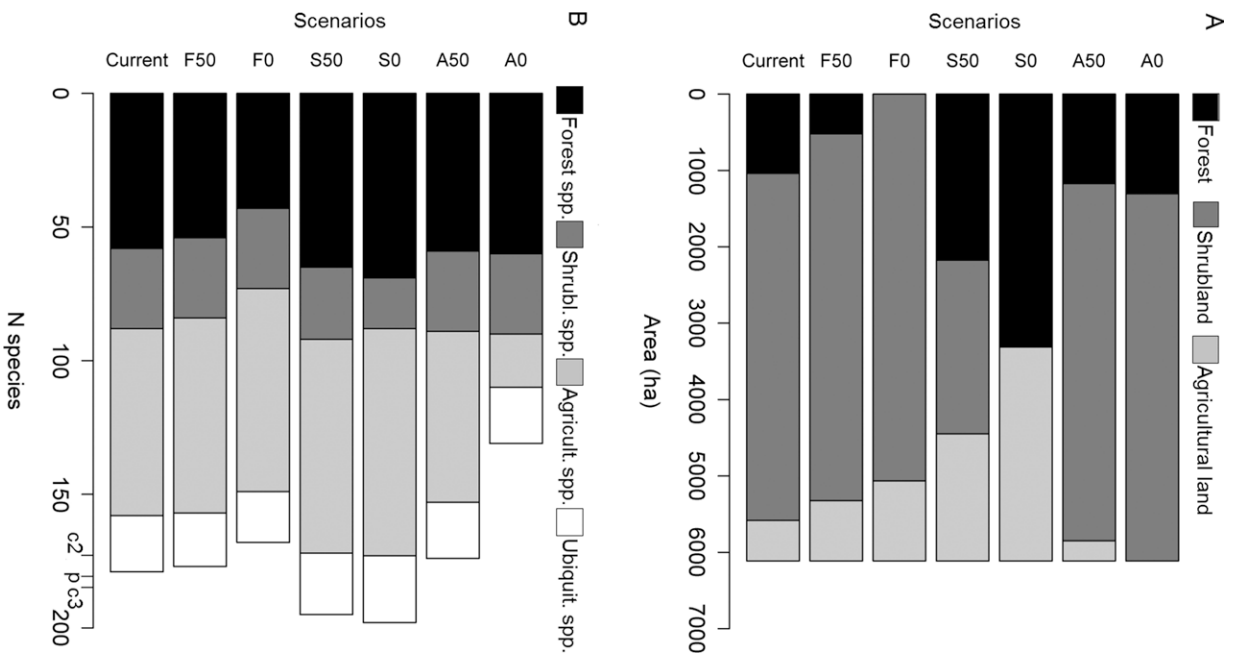 A
Forest Shrubland Agricultural land
0 1000 2000 3000 4000 5000 6000 7000
Area (ha)
Current F50 F0 S50 S0 A50 A0
Scenarios
B
Forest spp. Shrubl. spp. Agricult. spp. Ubiquit. spp.
0 50 100 150 c2 p c3 200
N species
Current F50 F0 S50 S0 A50 A0
Scenarios